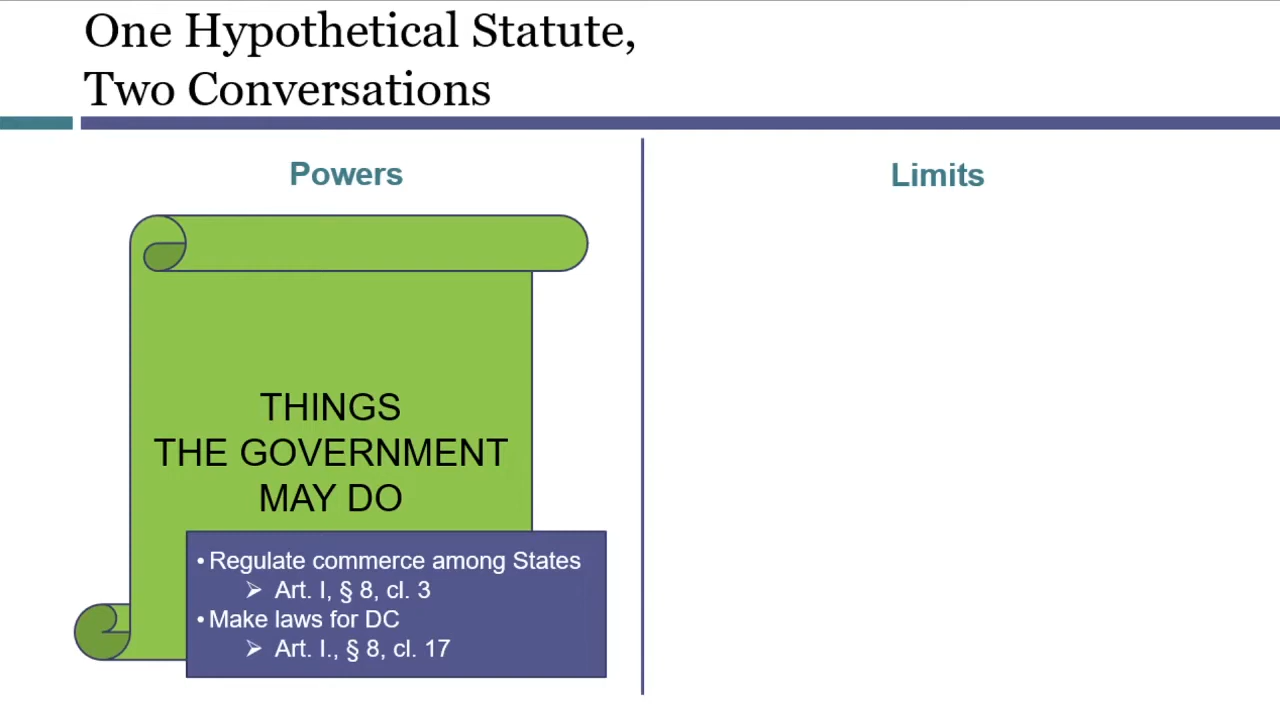 One Hypothetical Statute,
Two Conversations
Powers
THINGS
THE GOVERNMENT
MAY DO
• Regulate commerce among States
➢ Art. I, § 8, cl. 3
• Make laws for DC
➢ Art. I., § 8, cl. 17
Limits